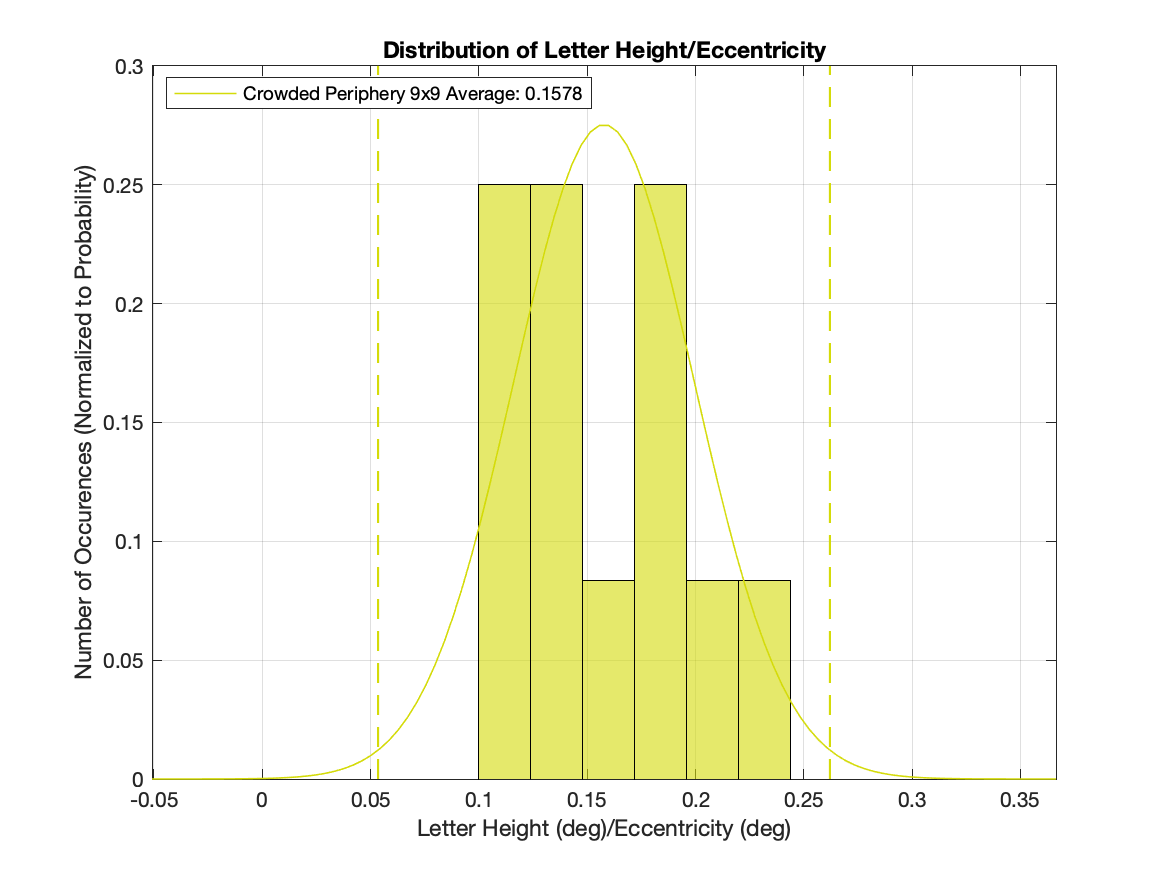 Distribution of Letter Height/Eccentricity
Crowded Periphery 9x9 Average: 0.1578
Number of Occurences (Normalized to Probability)
0.3
0.25
0.2
0.15
0.1
0.05
0
-0.05 0 0.05 0.1 0.15 0.2 0.25 0.3 0.35
Letter Height (deg)/Eccentricity (deg)